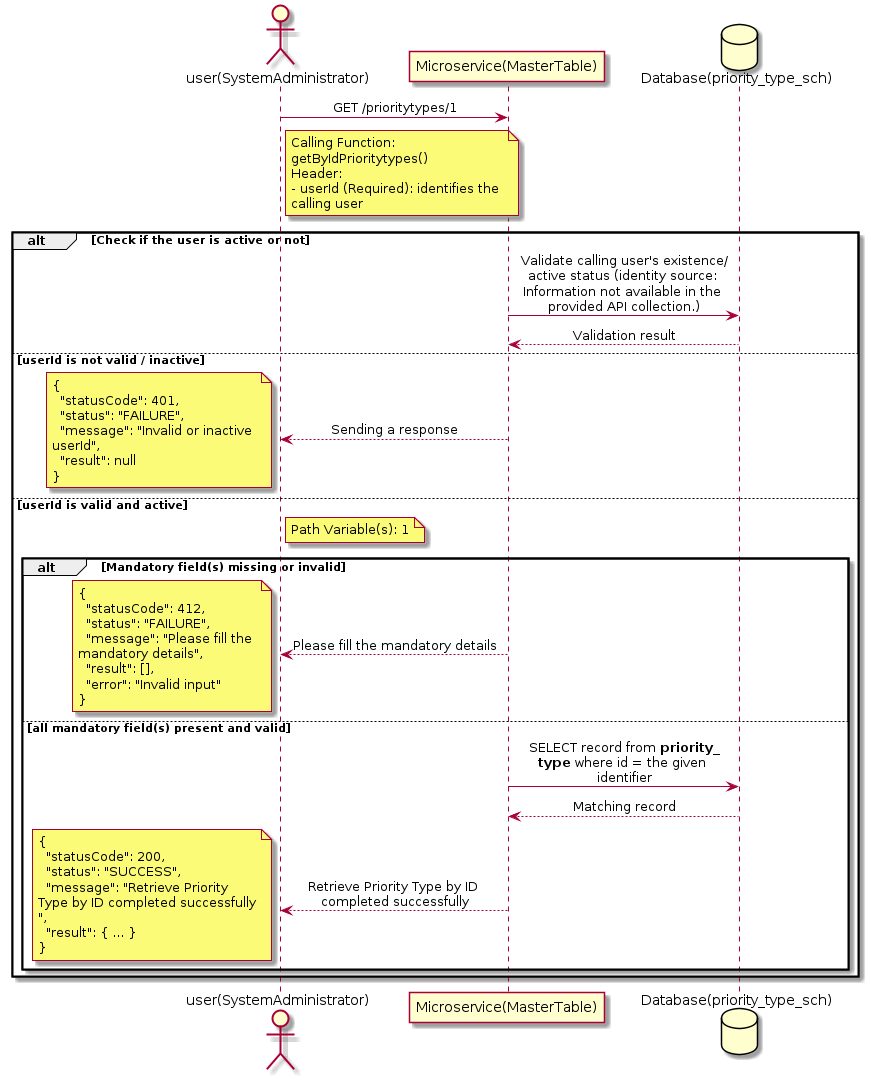 user(SystemAdministrator)
Microservice(MasterTable)
Database(priority_type_sch)
GET /prioritytypes/1
Calling Function:
getByIdPrioritytypes()
Header:
- userId (Required): identifies the
calling user
alt
[Check if the user is active or not]
Validate calling user's existence/
active status (identity source:
Information not available in the
provided API collection.)
Validation result
[userId is not valid / inactive]
{
"statusCode": 401,
"status": "FAILURE",
"message": "Invalid or inactive
userId",
"result": null
}
Sending a response
[userId is valid and active]
Path Variable(s): 1
alt
[Mandatory field(s) missing or invalid]
{
"statusCode": 412,
"status": "FAILURE",
"message": "Please fill the
mandatory details",
"result": [],
"error": "Invalid input"
}
Please fill the mandatory details
[all mandatory field(s) present and valid]
SELECT record from priority_
type where id = the given
identifier
Matching record
{
"statusCode": 200,
"status": "SUCCESS",
"message": "Retrieve Priority
Type by ID completed successfully
",
"result": { ... }
}
Retrieve Priority Type by ID
completed successfully
user(SystemAdministrator)
Microservice(MasterTable)
Database(priority_type_sch)